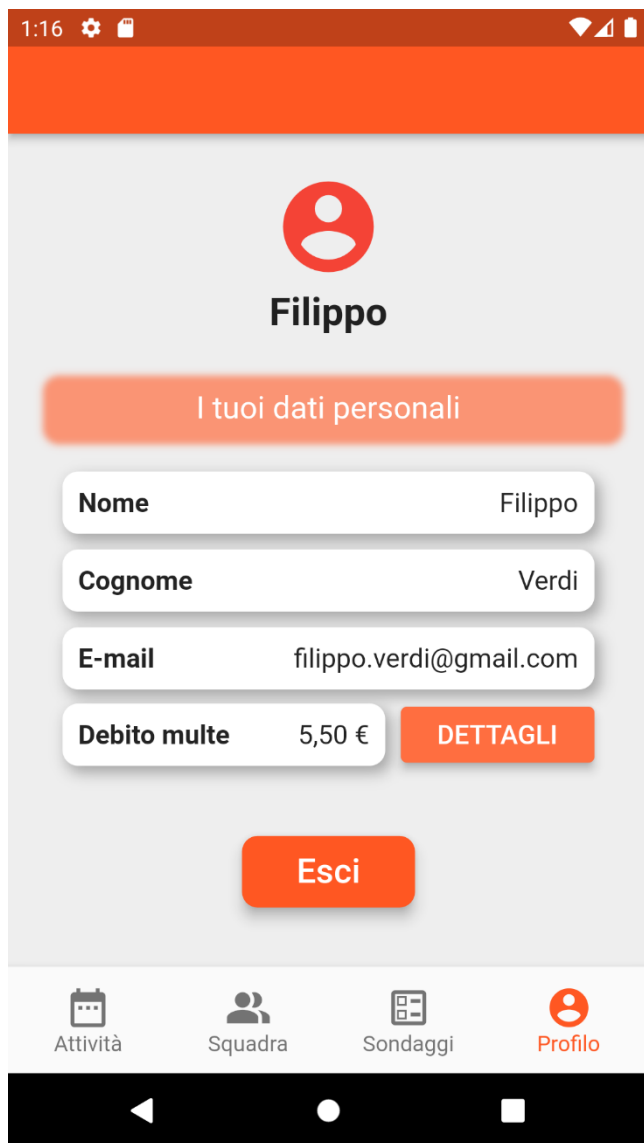 1:16
Filippo
I tuoi dati personali
Nome Filippo
Cognome Verdi
E-mail filippo.verdi@gmail.com
Debito multe 5,50 € DETTAGLI
Esci
Attività Squadra Sondaggi Profilo